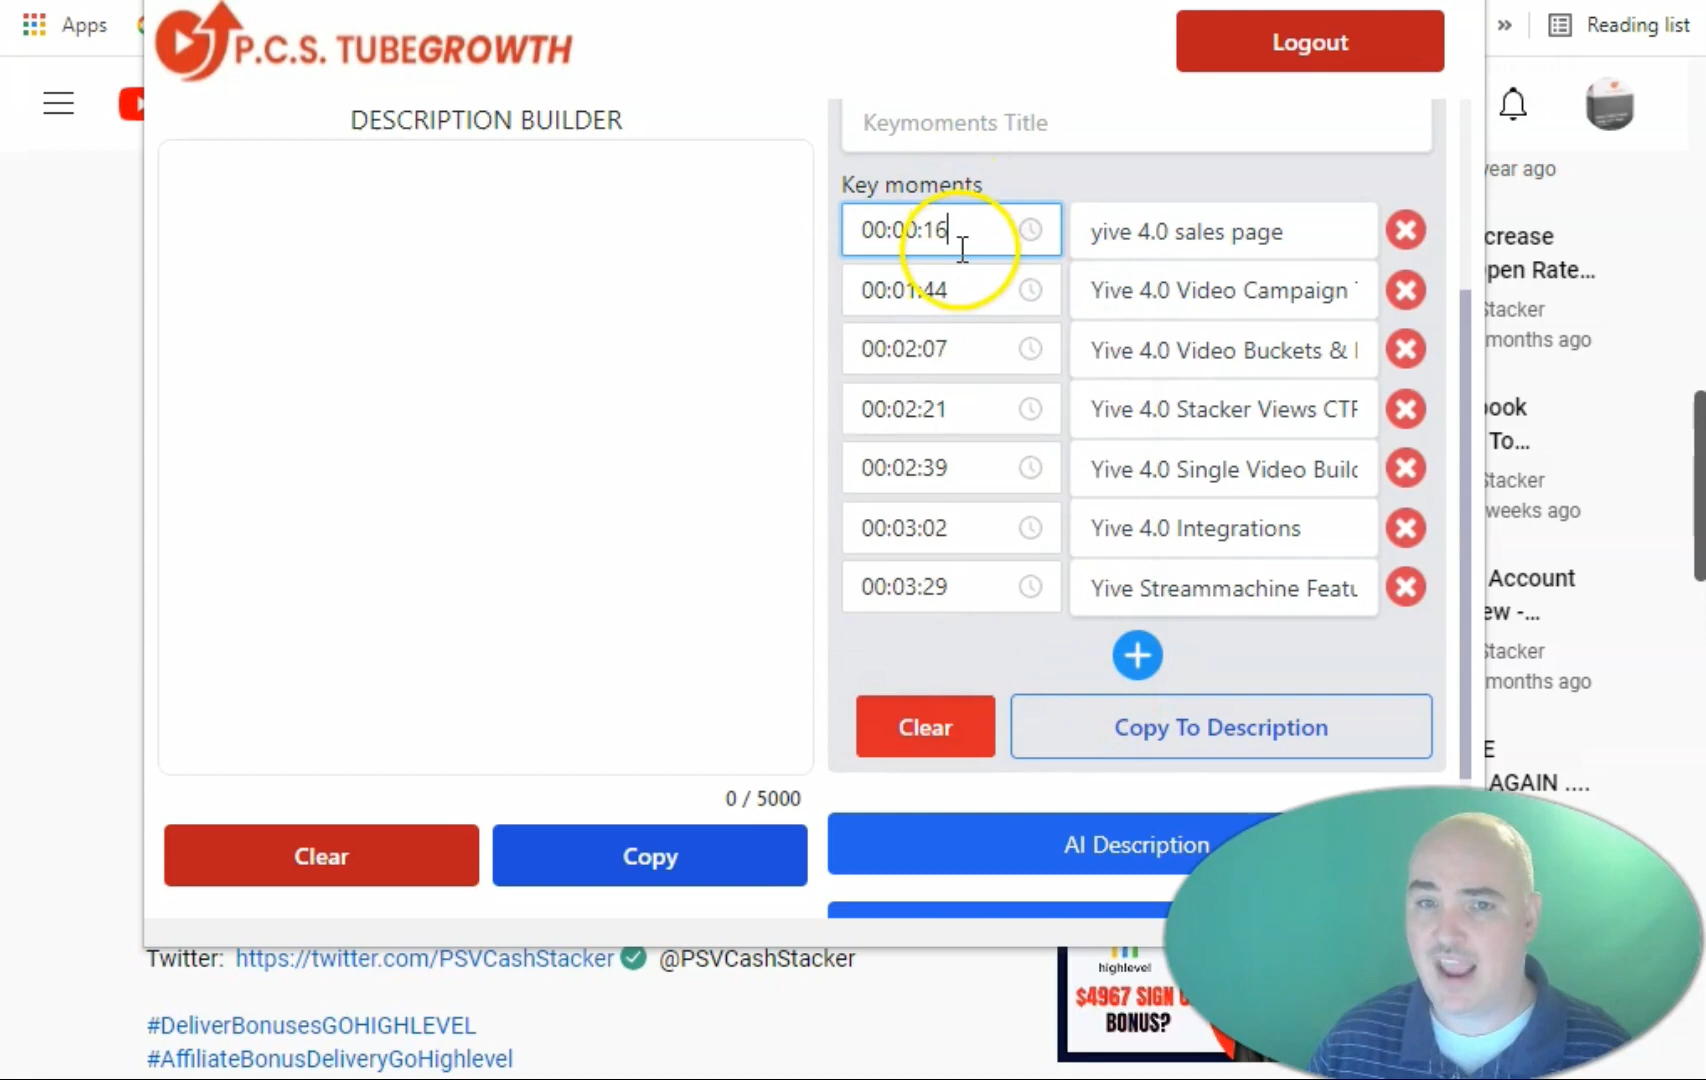 Apps
» Reading list
P.C.S. TUBEGROWTH
Logout
DESCRIPTION BUILDER
Keymoments Title
Key moments
00:00:16 yive 4.0 sales page
00:01:44 Yive 4.0 Video Campaign
00:02:07 Yive 4.0 Video Buckets &
00:02:21 Yive 4.0 Stacker Views
00:02:39 Yive 4.0 Single Video
00:03:02 Yive 4.0 Integrations
00:03:29 Yive Streammachine
Clear
Copy To Description
0 / 5000
Clear
Copy
AI Description
year ago
crease
pen Rate...
Stacker
months ago
ook
To...
Stacker
weeks ago
Account
ew -...
Stacker
months ago
E
AGAIN ....
Twitter: https://twitter.com/PSVCashStacker @PSVCashStacker
#DeliverBonusesGOHIGHLEVEL
#AffiliateBonusDeliveryGoHighlevel
highlevel
$4967 SIGN
BONUS?